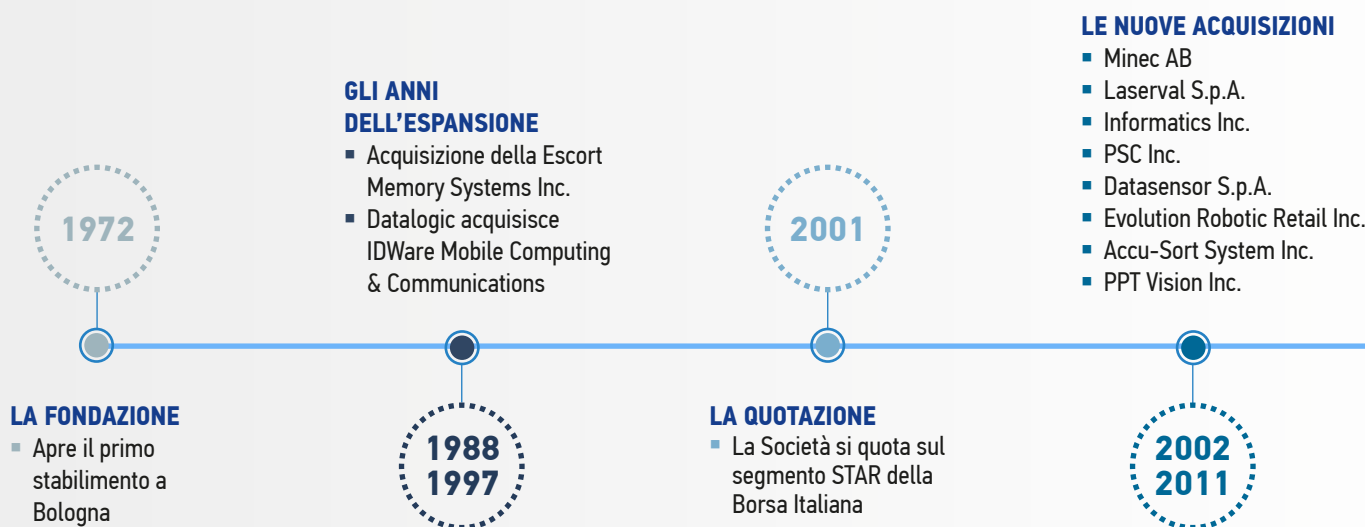 1972
LA FONDAZIONE
▪ Apre il primo
stabilimento a
Bologna
GLI ANNI
DELL’ESPANSIONE
▪ Acquisizione della Escort
Memory Systems Inc.
▪ Datalogic acquisisce
IDWare Mobile Computing
& Communications
1988
1997
2001
LA QUOTAZIONE
▪ La Società si quota sul
segmento STAR della
Borsa Italiana
LE NUOVE ACQUISIZIONI
▪ Minec AB
▪ Laserval S.p.A.
▪ Informatics Inc.
▪ PSC Inc.
▪ Datasensor S.p.A.
▪ Evolution Robotic Retail Inc.
▪ Accu-Sort System Inc.
▪ PPT Vision Inc.
2002
2011